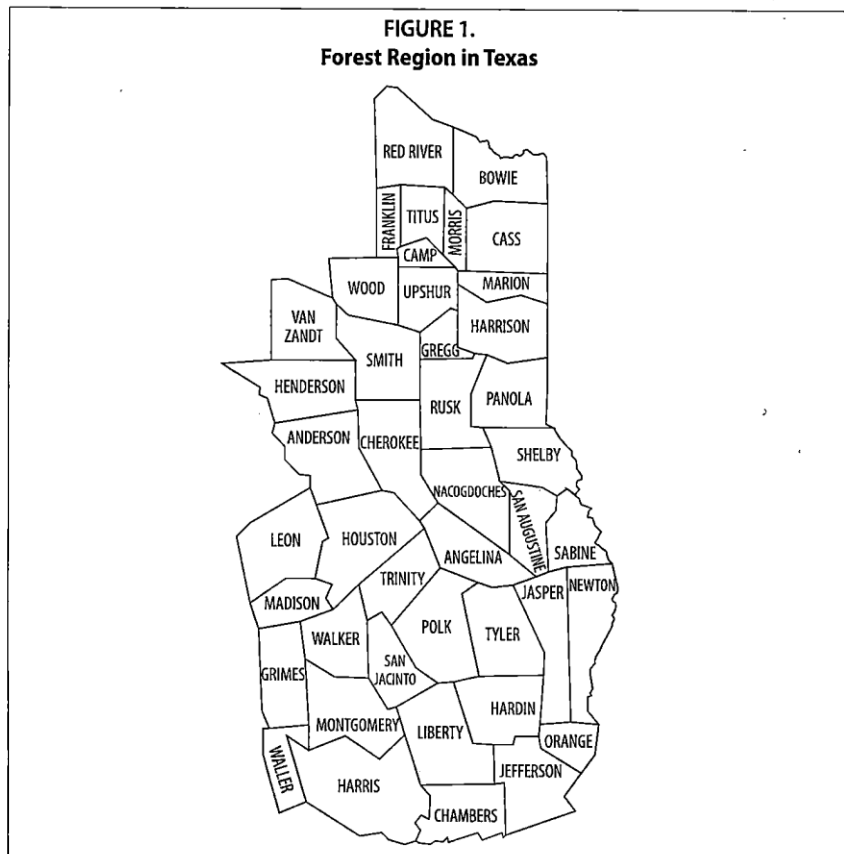 FIGURE 1.
Forest Region in Texas
RED RIVER
BOWIE
FRANKLIN
TITUS
MORRIS
CASS
CAMP
WOOD
UPSHUR
MARION
VAN
ZANDT
HARRISON
SMITH
GREGG
HENDERSON
RUSK
PANOLA
ANDERSON
CHEROKEE
SHELBY
NACOGDOCHES
SAN AUGUSTINE
LEON
HOUSTON
ANGELINA
SABINE
TRINITY
JASPER
NEWTON
MADISON
WALKER
POLK
TYLER
GRIMES
SAN
JACINTO
MONTGOMERY
LIBERTY
HARDIN
ORANGE
WALLER
HARRIS
JEFFERSON
CHAMBERS